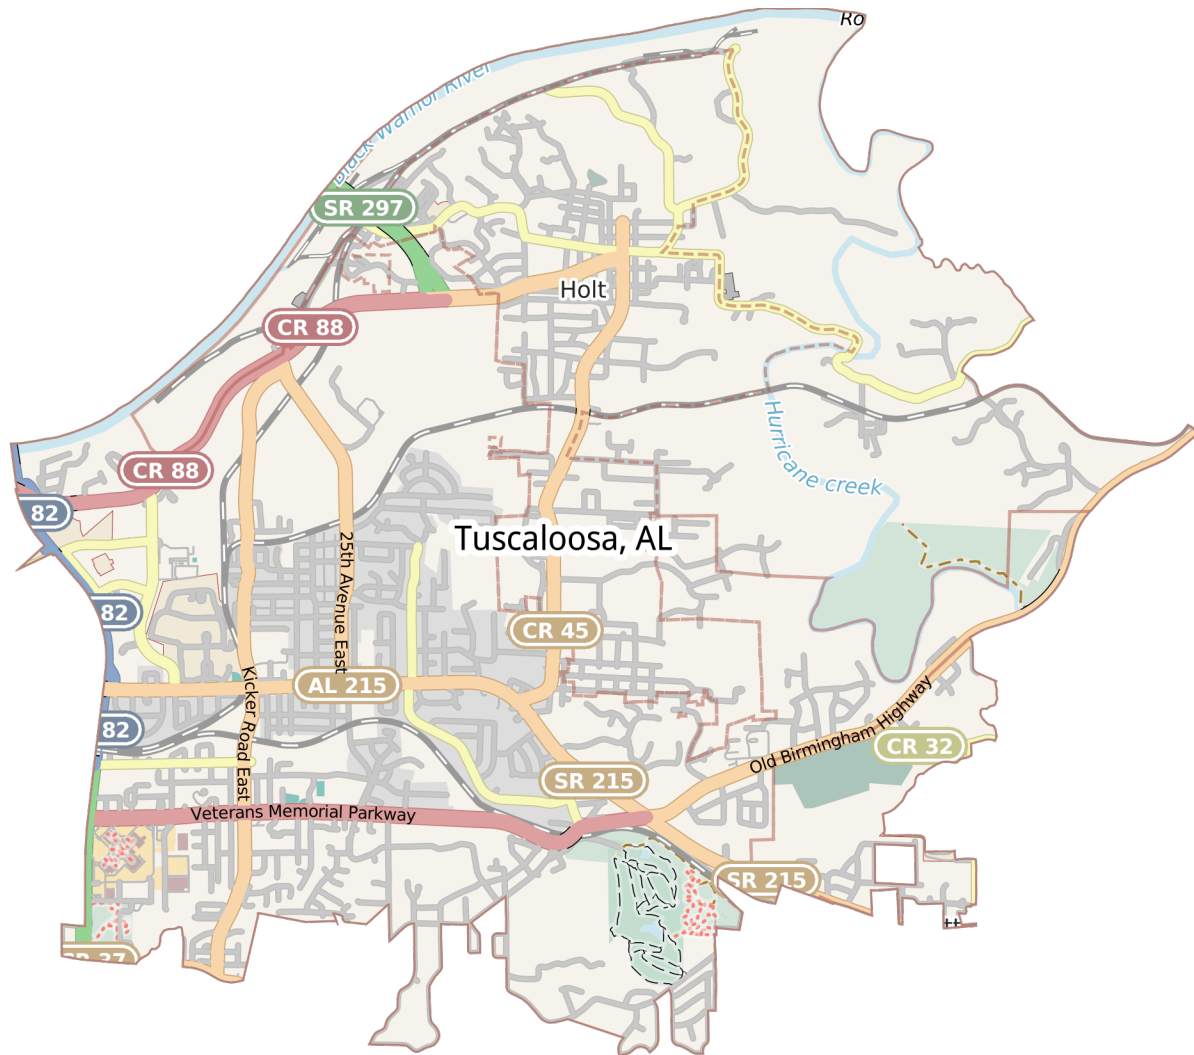 Ro
Black Warrior River
SR 297
Holt
CR 88
Hurricane creek
CR 88
82
Tuscaloosa, AL
25th Avenue East
82
CR 45
Kicker Road East
AL 215
82
Old Birmingham Highway
CR 32
SR 215
Veterans Memorial Parkway
SR 215